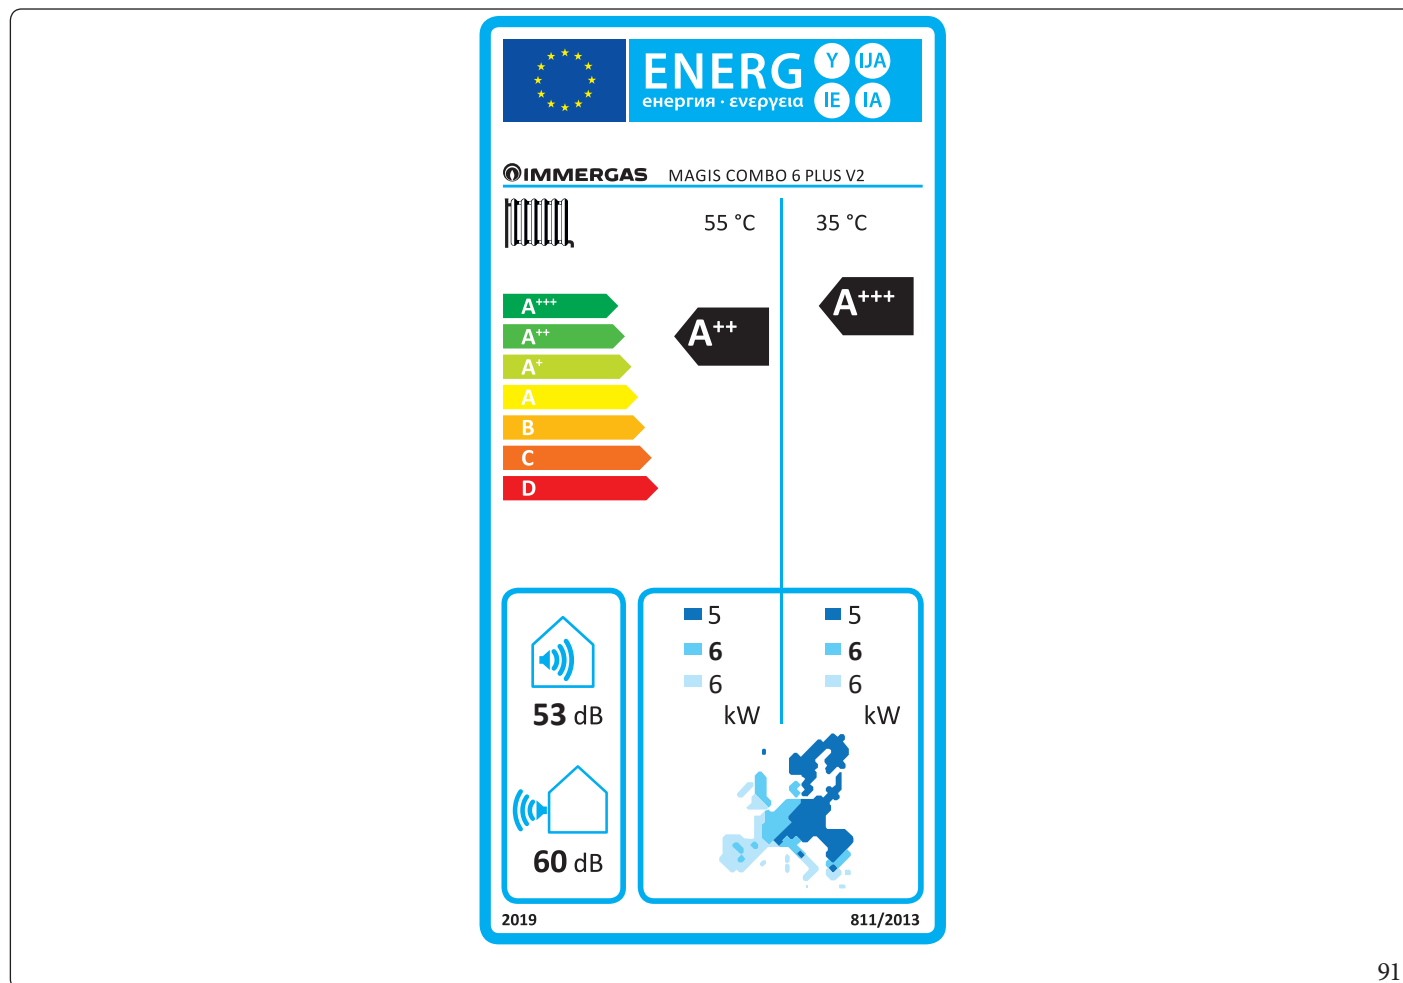 ENERG Y IJA
енергия · ενεργεια IE IA
IMMERGAS MAGIS COMBO 6 PLUS V2
55 °C 35 °C
A+++
A++
A+
A
B
C
D
A++
A+++
53 dB
60 dB
5 5
6 6
6 6
kW kW
2019 811/2013
91